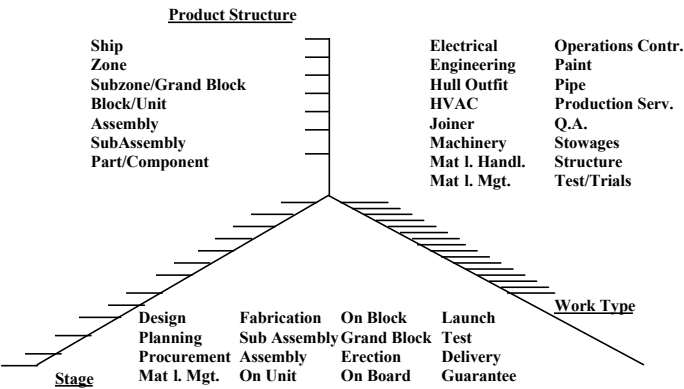 Product Structure
Ship
Zone
Subzone/Grand Block
Block/Unit
Assembly
SubAssembly
Part/Component
Electrical Operations Contr.
Engineering Paint
Hull Outfit Pipe
HVAC Production Serv.
Joiner Q.A.
Machinery Stowages
Mat l. Handl. Structure
Mat l. Mgt. Test/Trials
Work Type
Design Fabrication On Block Launch
Planning Sub Assembly Grand Block Test
Procurement Assembly Erection Delivery
Mat l. Mgt. On Unit On Board Guarantee
Stage